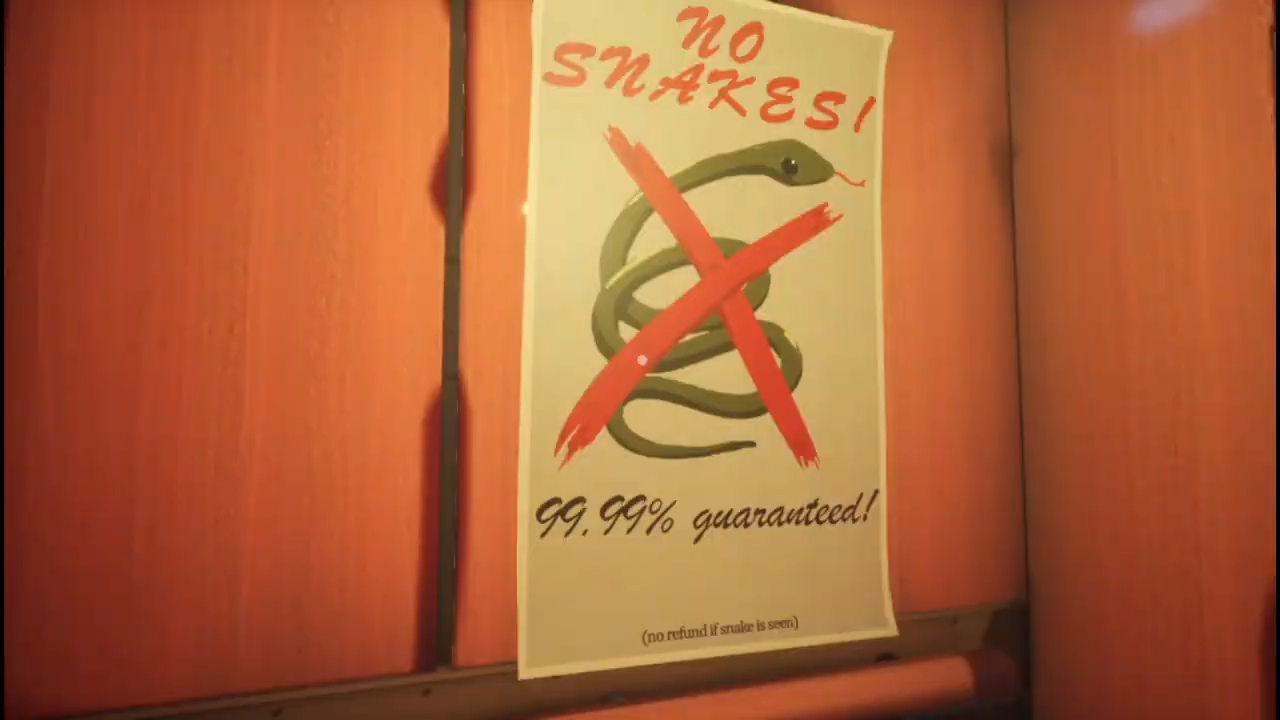 NO
SNAKES!
99.99% guaranteed!
(no refund if snake is seen)